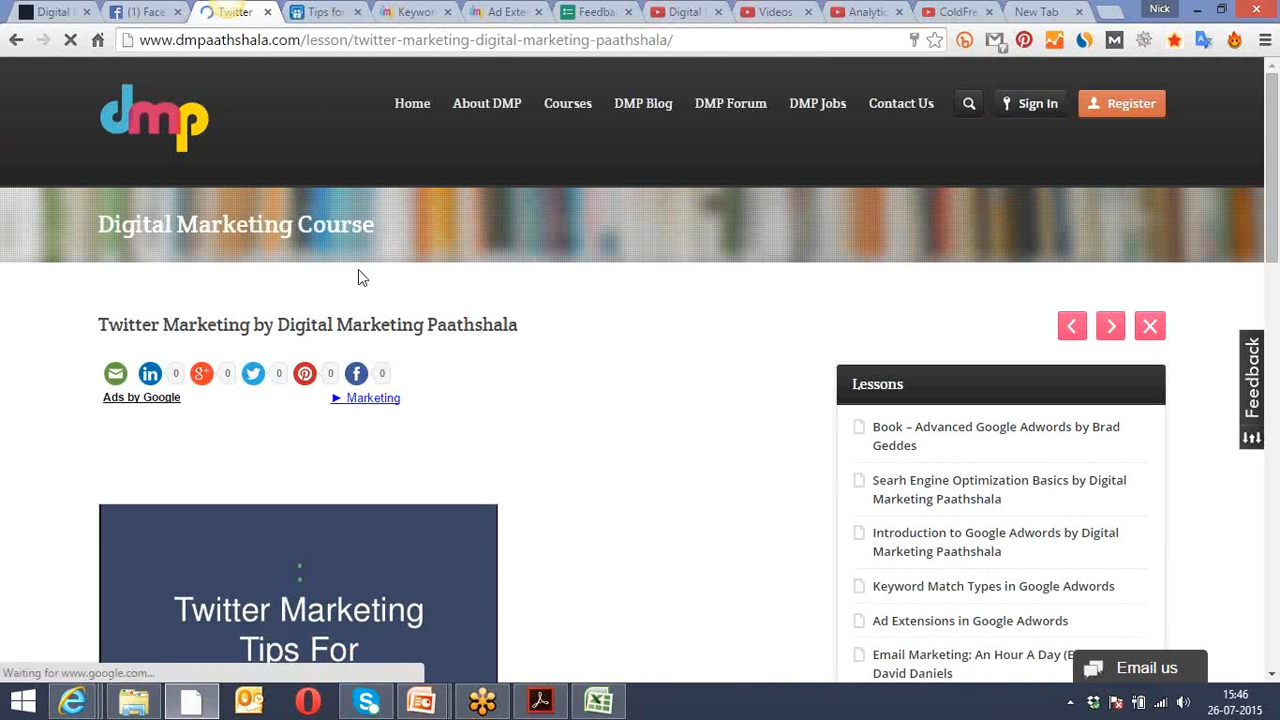 Digital
(1) Face
Twitter
Tips for
Keywor
Ad Exte
Feedba
Digital
Videos
Analytic
ColdFre
New Tab
Nick
www.dmpaathshala.com/lesson/twitter-marketing-digital-marketing-paathshala/
dmp
Home
About DMP
Courses
DMP Blog
DMP Forum
DMP Jobs
Contact Us
Sign In
Register
Digital Marketing Course
Twitter Marketing by Digital Marketing Paathshala
0
0
0
0
0
Ads by Google
► Marketing
Feedback
Lessons
Book – Advanced Google Adwords by Brad
Geddes
Searh Engine Optimization Basics by Digital
Marketing Paathshala
Introduction to Google Adwords by Digital
Marketing Paathshala
Keyword Match Types in Google Adwords
Ad Extensions in Google Adwords
Email Marketing: An Hour A Day
David Daniels
:
Twitter Marketing
Tips For
Email us
Waiting for www.google.com...
15:46
26-07-2015